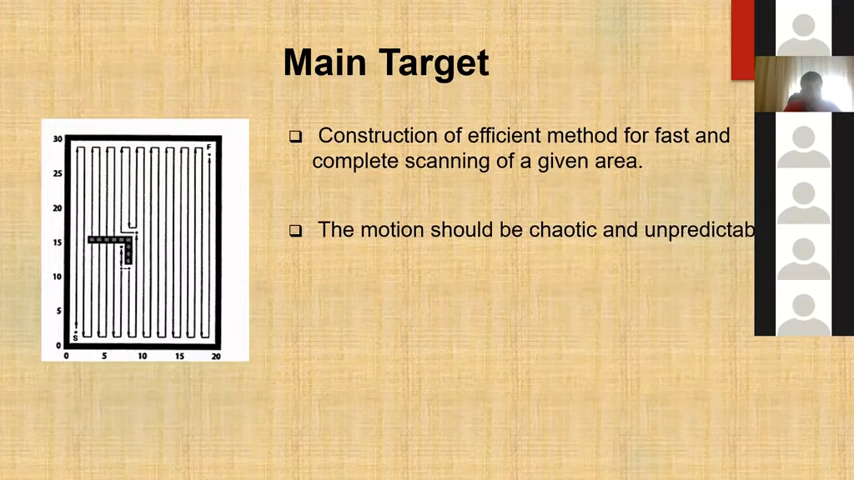 Main Target
❑ Construction of efficient method for fast and
complete scanning of a given area.
❑ The motion should be chaotic and unpredictab
30
25
20
15
10
5
0
F
S
0 5 10 15 20